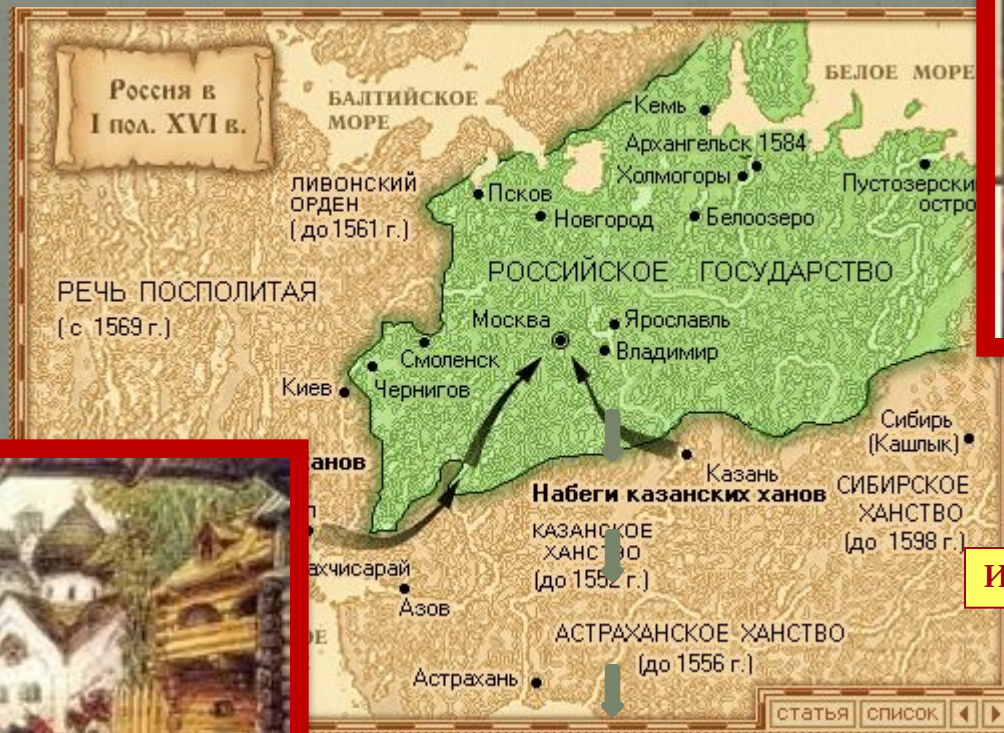 Россия в
I пол. XVI в.
БАЛТИЙСКОЕ
МОРЕ
БЕЛОЕ МОРЕ
Кемь
Архангельск 1584
Холмогоры
Пустозерски
остро
ЛИВОНСКИЙ
ОРДЕН
(до 1561 г.)
Псков
Новгород
Белоозеро
РОССИЙСКОЕ ГОСУДАРСТВО
РЕЧЬ ПОСПОЛИТАЯ
(с 1569 г.)
Москва
Ярославль
Владимир
Смоленск
Киев
Чернигов
Сибирь
(Кашлык)
анов
Казань
Набеги казанских ханов
СИБИРСКОЕ
ХАНСТВО
(до 1598 г.)
КАЗАНСКОЕ
ХАНСТВО
(до 1552 г.)
ахчисарай
Азов
АСТРАХАНСКОЕ ХАНСТВО
(до 1556 г.)
Астрахань
статья список